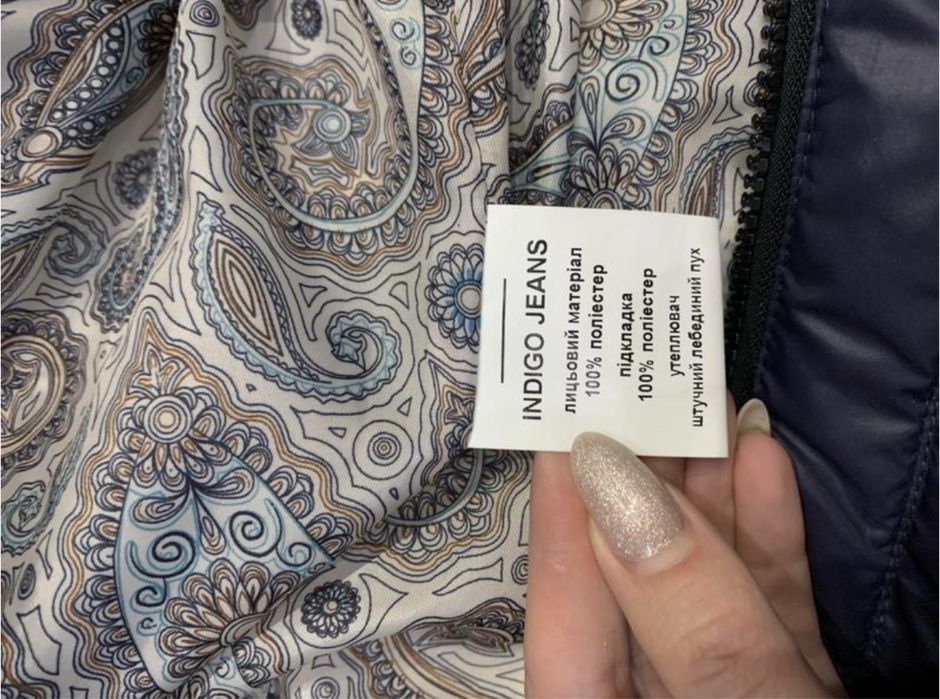 INDIGO JEANS
лицьовий матеріал
100% поліестер
підкладка
100% поліестер
утеплювач
штучний лебединий пух